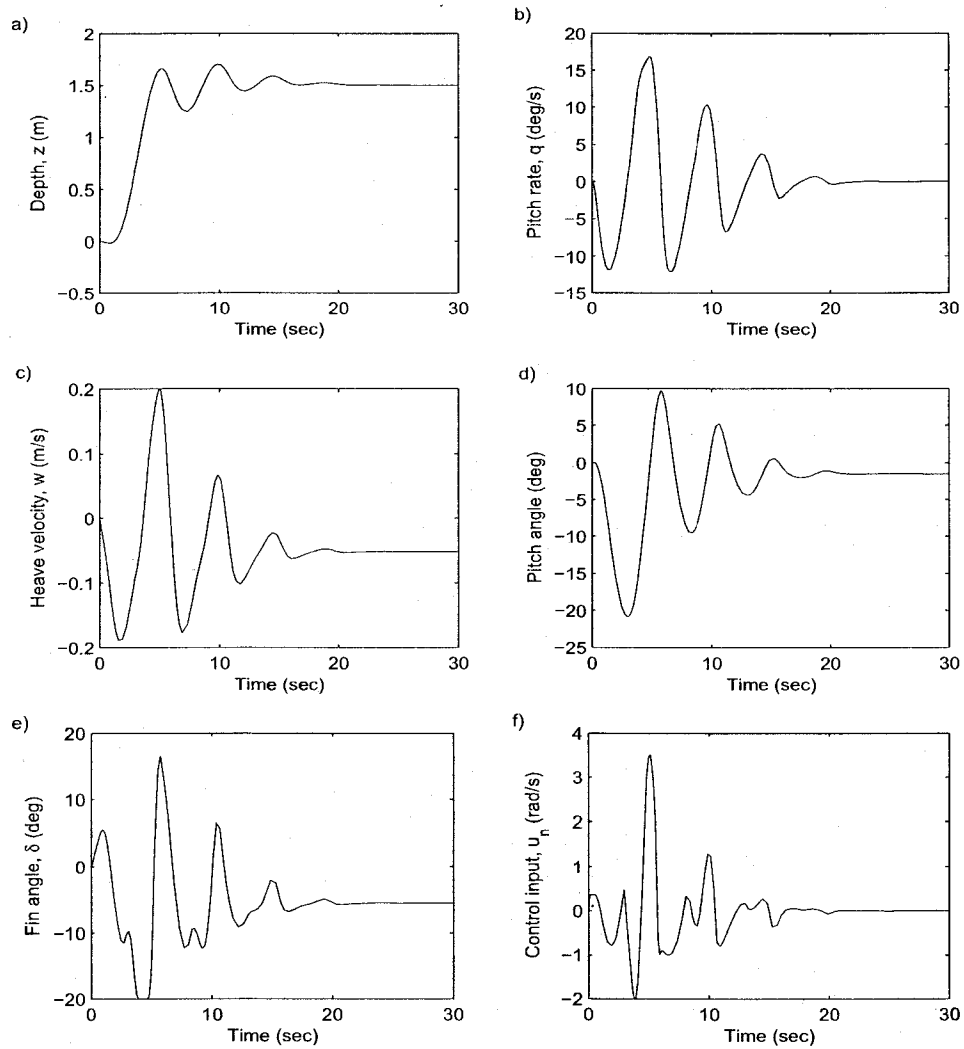 a)
2
1.5
1
0.5
0
−0.5
Depth, z (m)
0 10 20 30
Time (sec)
b)
20
15
10
5
0
−5
−10
−15
Pitch rate, q (deg/s)
0 10 20 30
Time (sec)
c)
0.2
0.1
0
−0.1
−0.2
Heave velocity, w (m/s)
0 10 20 30
Time (sec)
d)
10
5
0
−5
−10
−15
−20
−25
Pitch angle (deg)
0 10 20 30
Time (sec)
e)
20
10
0
−10
−20
Fin angle, δ (deg)
0 10 20 30
Time (sec)
f)
4
3
2
1
0
−1
−2
Control input, u_n (rad/s)
0 10 20 30
Time (sec)